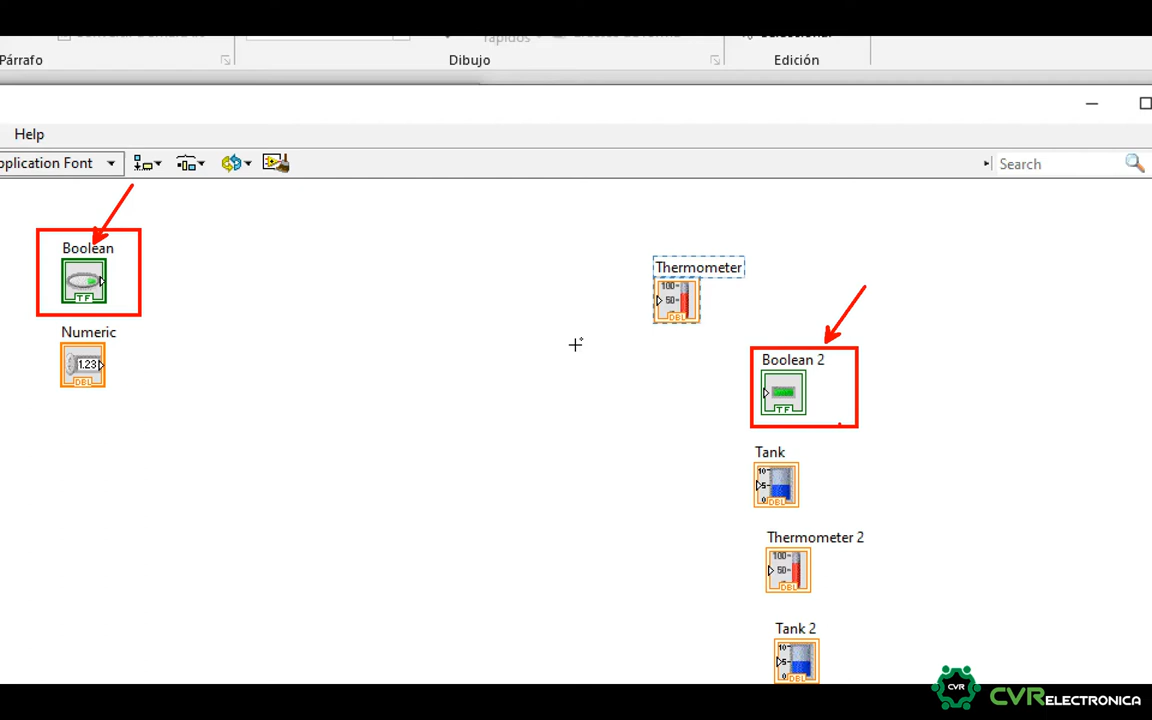 rápidos
Párrafo
Dibujo
Edición
Help
pplication Font
Search
Boolean
TF
Numeric
1.23
DBL
Thermometer
100
50
DBL
Boolean 2
TF
Tank
10
5
0
DBL
Thermometer 2
100
50
DBL
Tank 2
10
5
0
DBL
CVR
CVRELECTRONICA